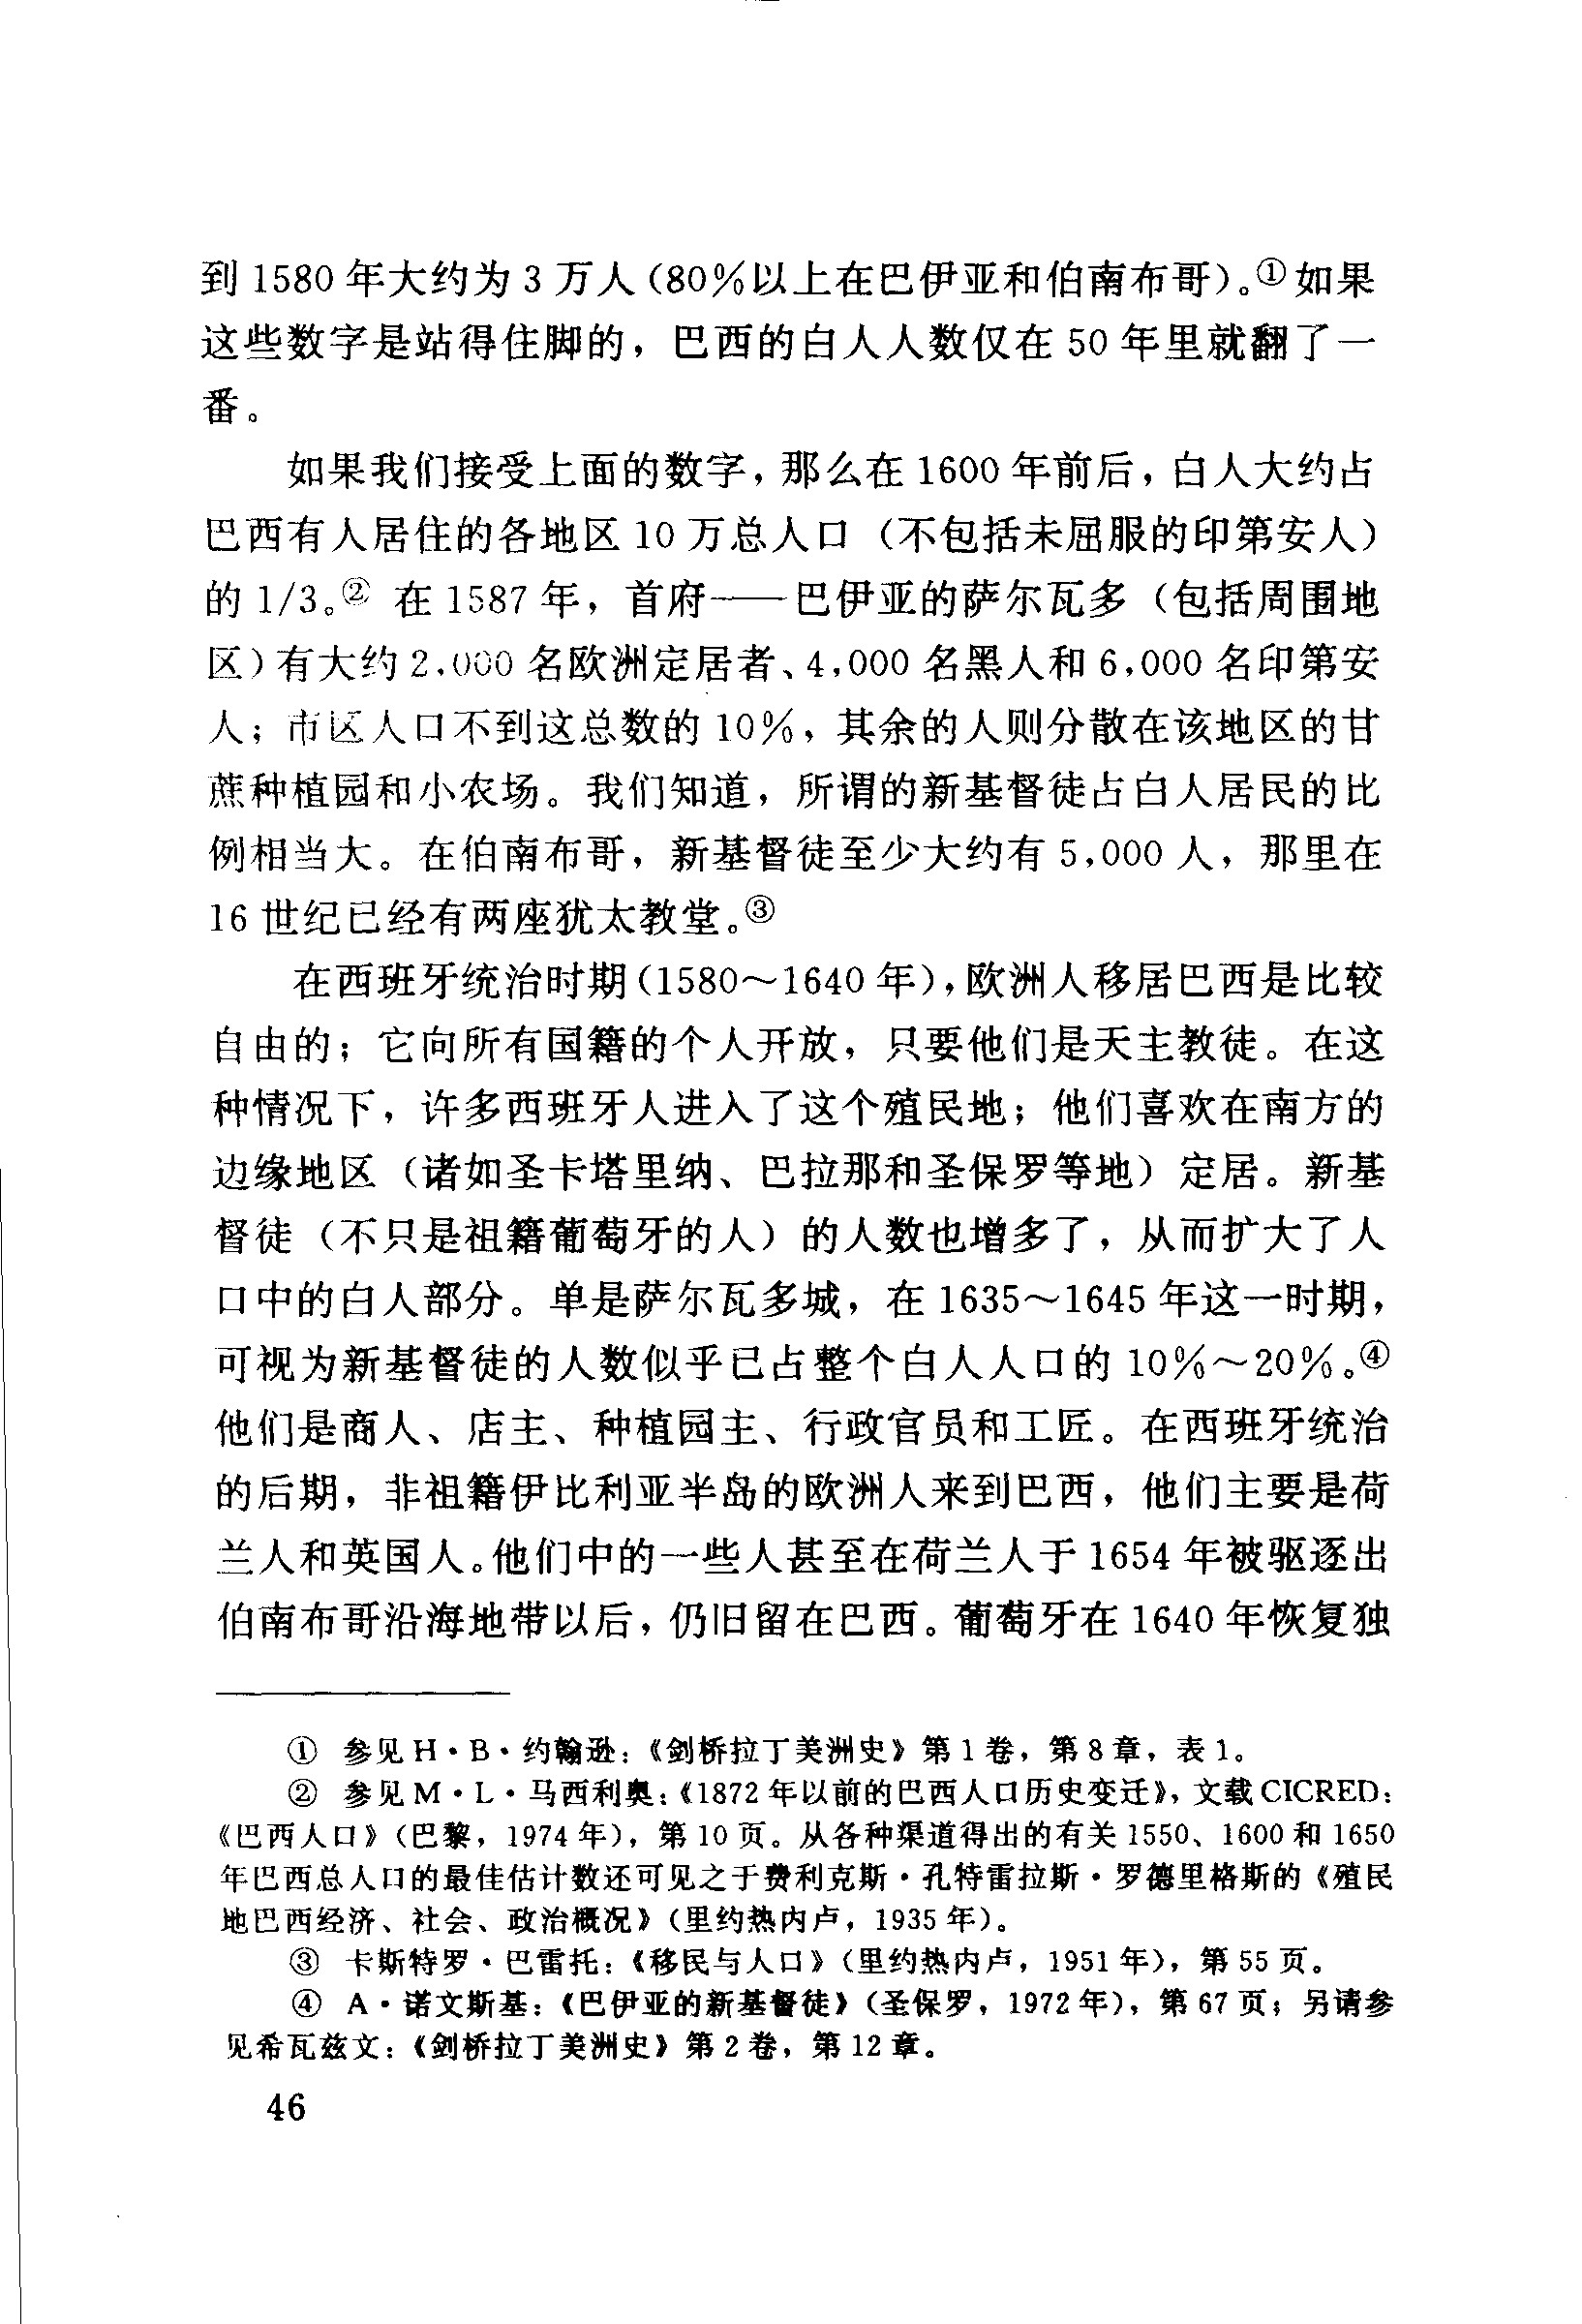 到 1580 年大约为 3 万人（80％以上在巴伊亚和伯南布哥）。①如果
这些数字是站得住脚的，巴西的白人人数仅在 50 年里就翻了一
番。
如果我们接受上面的数字，那么在 1600 年前后，白人大约占
巴西有人居住的各地区 10 万总人口（不包括未屈服的印第安人）
的 1/3。② 在 1587 年，首府——巴伊亚的萨尔瓦多（包括周围地
区）有大约 2,000 名欧洲定居者、4,000 名黑人和 6,000 名印第安
人；市区人口不到这总数的 10％，其余的人则分散在该地区的甘
蔗种植园和小农场。我们知道，所谓的新基督徒占白人居民的比
例相当大。在伯南布哥，新基督徒至少大约有 5,000 人，那里在
16 世纪已经有两座犹太教堂。③
在西班牙统治时期（1580～1640 年），欧洲人移居巴西是比较
自由的；它向所有国籍的个人开放，只要他们是天主教徒。在这
种情况下，许多西班牙人进入了这个殖民地；他们喜欢在南方的
边缘地区（诸如圣卡塔里纳、巴拉那和圣保罗等地）定居。新基
督徒（不只是祖籍葡萄牙的人）的人数也增多了，从而扩大了人
口中的白人部分。单是萨尔瓦多城，在 1635～1645 年这一时期，
可视为新基督徒的人数似乎已占整个白人人口的 10％～20％。④
他们是商人、店主、种植园主、行政官员和工匠。在西班牙统治
的后期，非祖籍伊比利亚半岛的欧洲人来到巴西，他们主要是荷
兰人和英国人。他们中的一些人甚至在荷兰人于 1654 年被驱逐出
伯南布哥沿海地带以后，仍旧留在巴西。葡萄牙在 1640 年恢复独
① 参见 H·B·约翰逊：《剑桥拉丁美洲史》第 1 卷，第 8 章，表 1。
② 参见 M·L·马西利奥：《1872 年以前的巴西人口历史变迁》，文载 CICRED：
《巴西人口》（巴黎，1974 年），第 10 页。从各种渠道得出的有关 1550、1600 和 1650
年巴西总人口的最佳估计数还可见之于费利克斯·孔特雷拉斯·罗德里格斯的《殖民
地巴西经济、社会、政治概况》（里约热内卢，1935 年）。
③ 卡斯特罗·巴雷托：《移民与人口》（里约热内卢，1951 年），第 55 页。
④ A·诺文斯基：《巴伊亚的新基督徒》（圣保罗，1972 年），第 67 页；另请参
见希瓦兹文：《剑桥拉丁美洲史》第 2 卷，第 12 章。
46